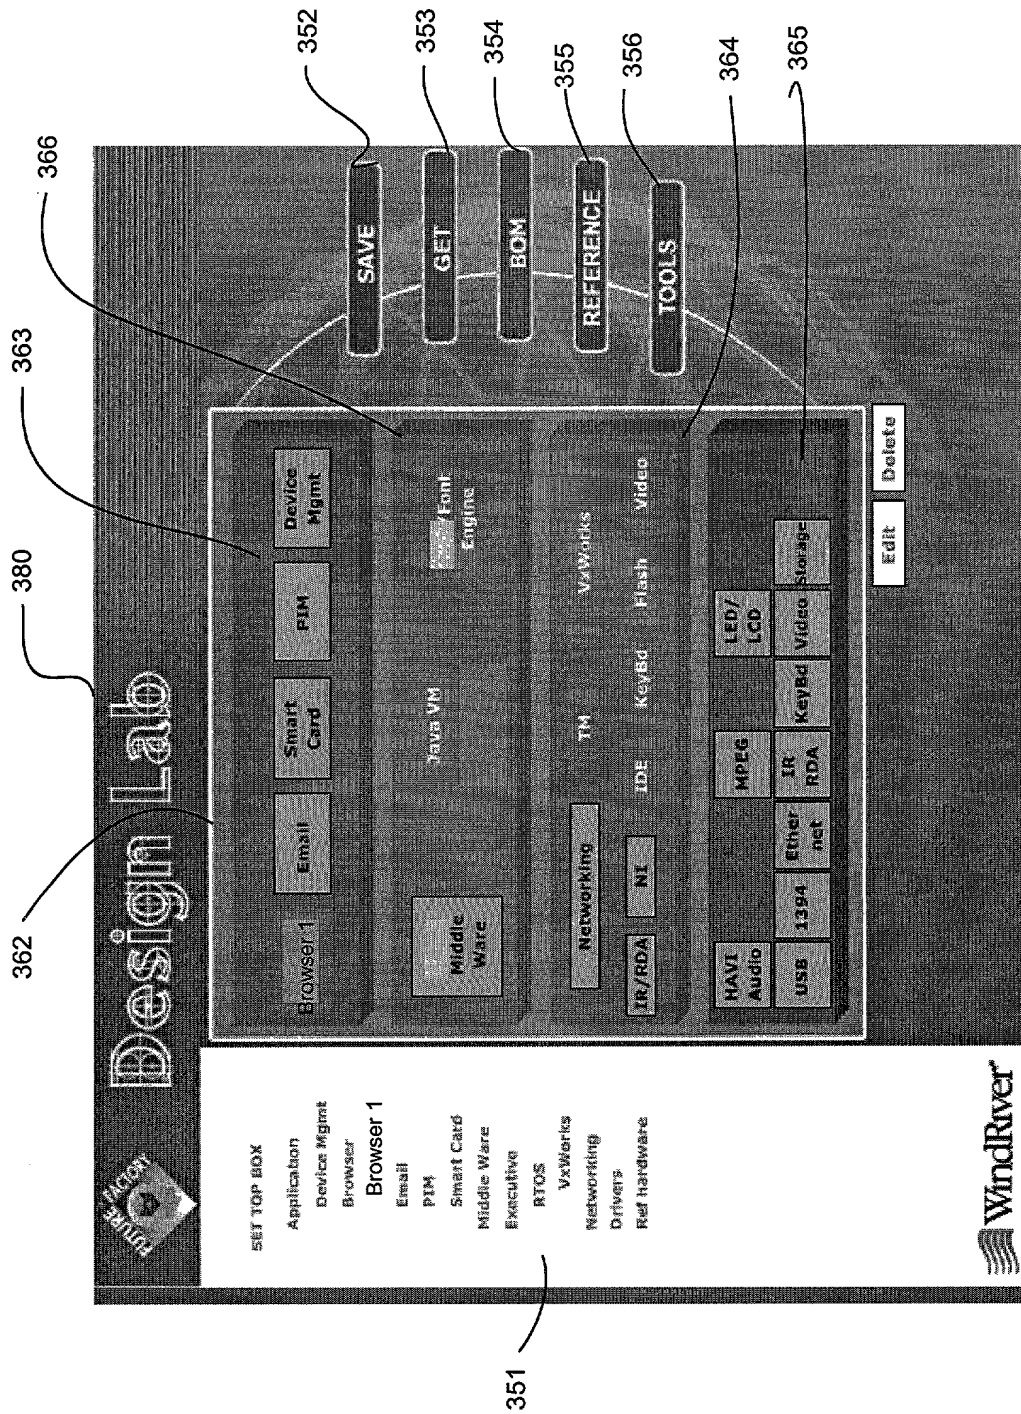 380
362
363
366
352
353
354
355
356
364
365
351
FUTURE FACTORY
Design Lab
SET TOP BOX
Application
Device Mgmt
Browser
Browser 1
Email
PIM
Smart Card
Middle Ware
Executive
RTOS
VxWorks
Networking
Drivers
Ref hardware
WindRiver
Browser 1
Email
Smart
Card
PIM
Device
Mgmt
Middle
Ware
Java VM
/Font
Engine
Networking
TM
VxWorks
IR/RDA
NI
IDE
KeyBd
Flash
Video
HAVI
Audio
MPEG
LED/
LCD
USB
1394
Ether
net
IR
RDA
KeyBd
Video
Storage
Edit
Delete
SAVE
GET
BOM
REFERENCE
TOOLS